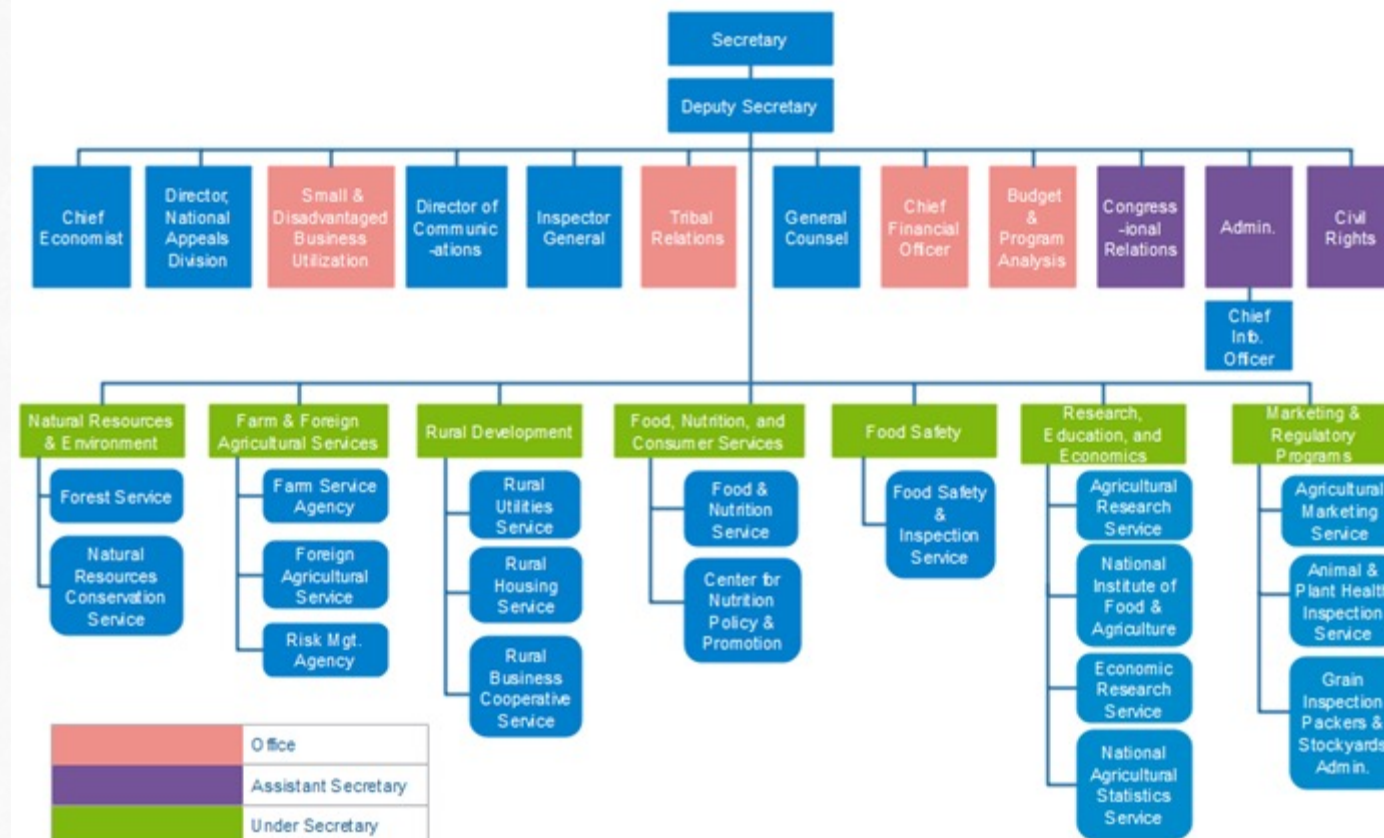 Secretary
Deputy Secretary
Chief
Economist
Director,
National
Appeals
Division
Small &
Disadvantaged
Business
Utilization
Director of
Communic
-ations
Inspector
General
Tribal
Relations
General
Counsel
Chief
Financial
Officer
Budget
&
Program
Analysis
Congress
-ional
Relations
Admin.
Civil
Rights
Chief
Info.
Officer
Natural Resources
& Environment
Forest Service
Natural
Resources
Conservation
Service
Farm & Foreign
Agricultural Services
Farm Service
Agency
Foreign
Agricultural
Service
Risk Mgt.
Agency
Rural Development
Rural
Utilities
Service
Rural
Housing
Service
Rural
Business
Cooperative
Service
Food, Nutrition, and
Consumer Services
Food &
Nutrition
Service
Center for
Nutrition
Policy &
Promotion
Food Safety
Food Safety
&
Inspection
Service
Research,
Education, and
Economics
Agricultural
Research
Service
National
Institute of
Food &
Agriculture
Economic
Research
Service
National
Agricultural
Statistics
Service
Marketing &
Regulatory
Programs
Agricultural
Marketing
Service
Animal &
Plant Health
Inspection
Service
Grain
Inspection
Packers &
Stockyards
Admin.
Office
Assistant Secretary
Under Secretary